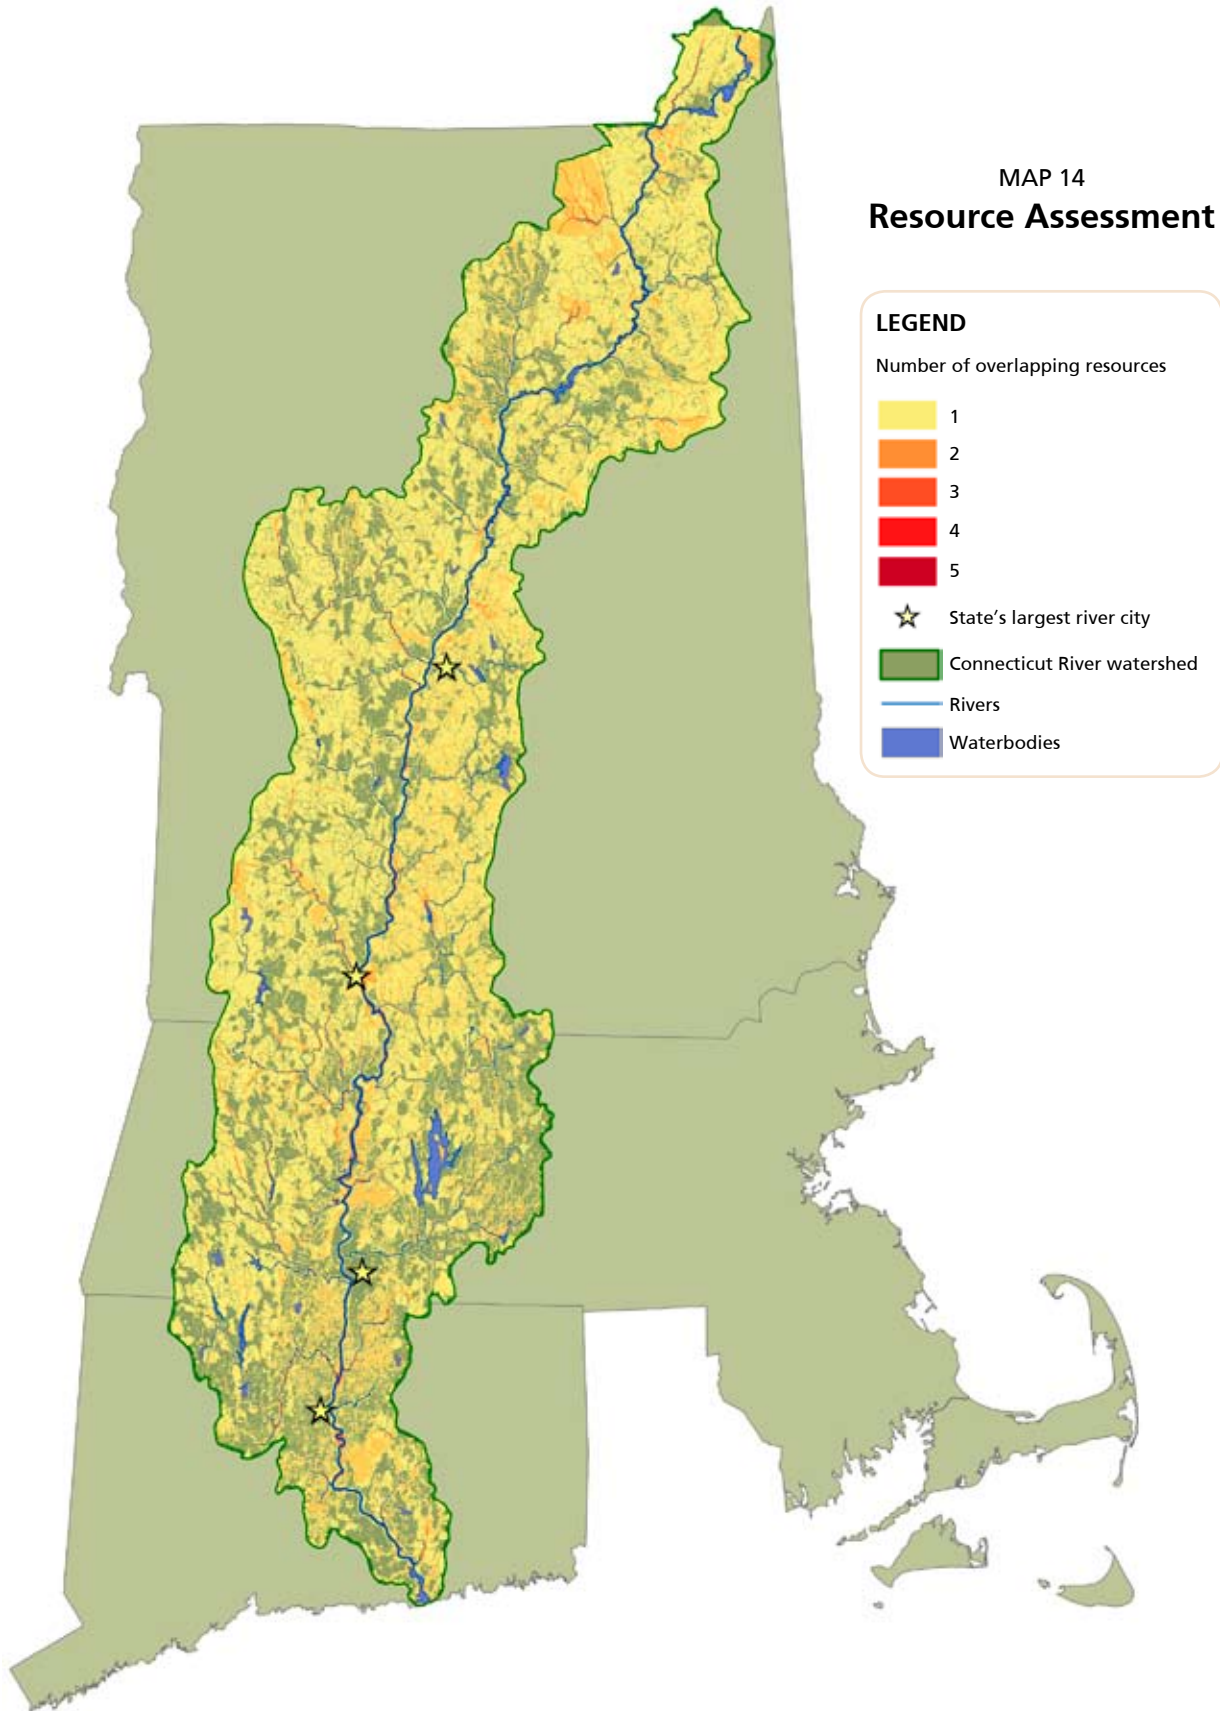 MAP 14
Resource Assessment
LEGEND
Number of overlapping resources
1
2
3
4
5
State's largest river city
Connecticut River watershed
Rivers
Waterbodies